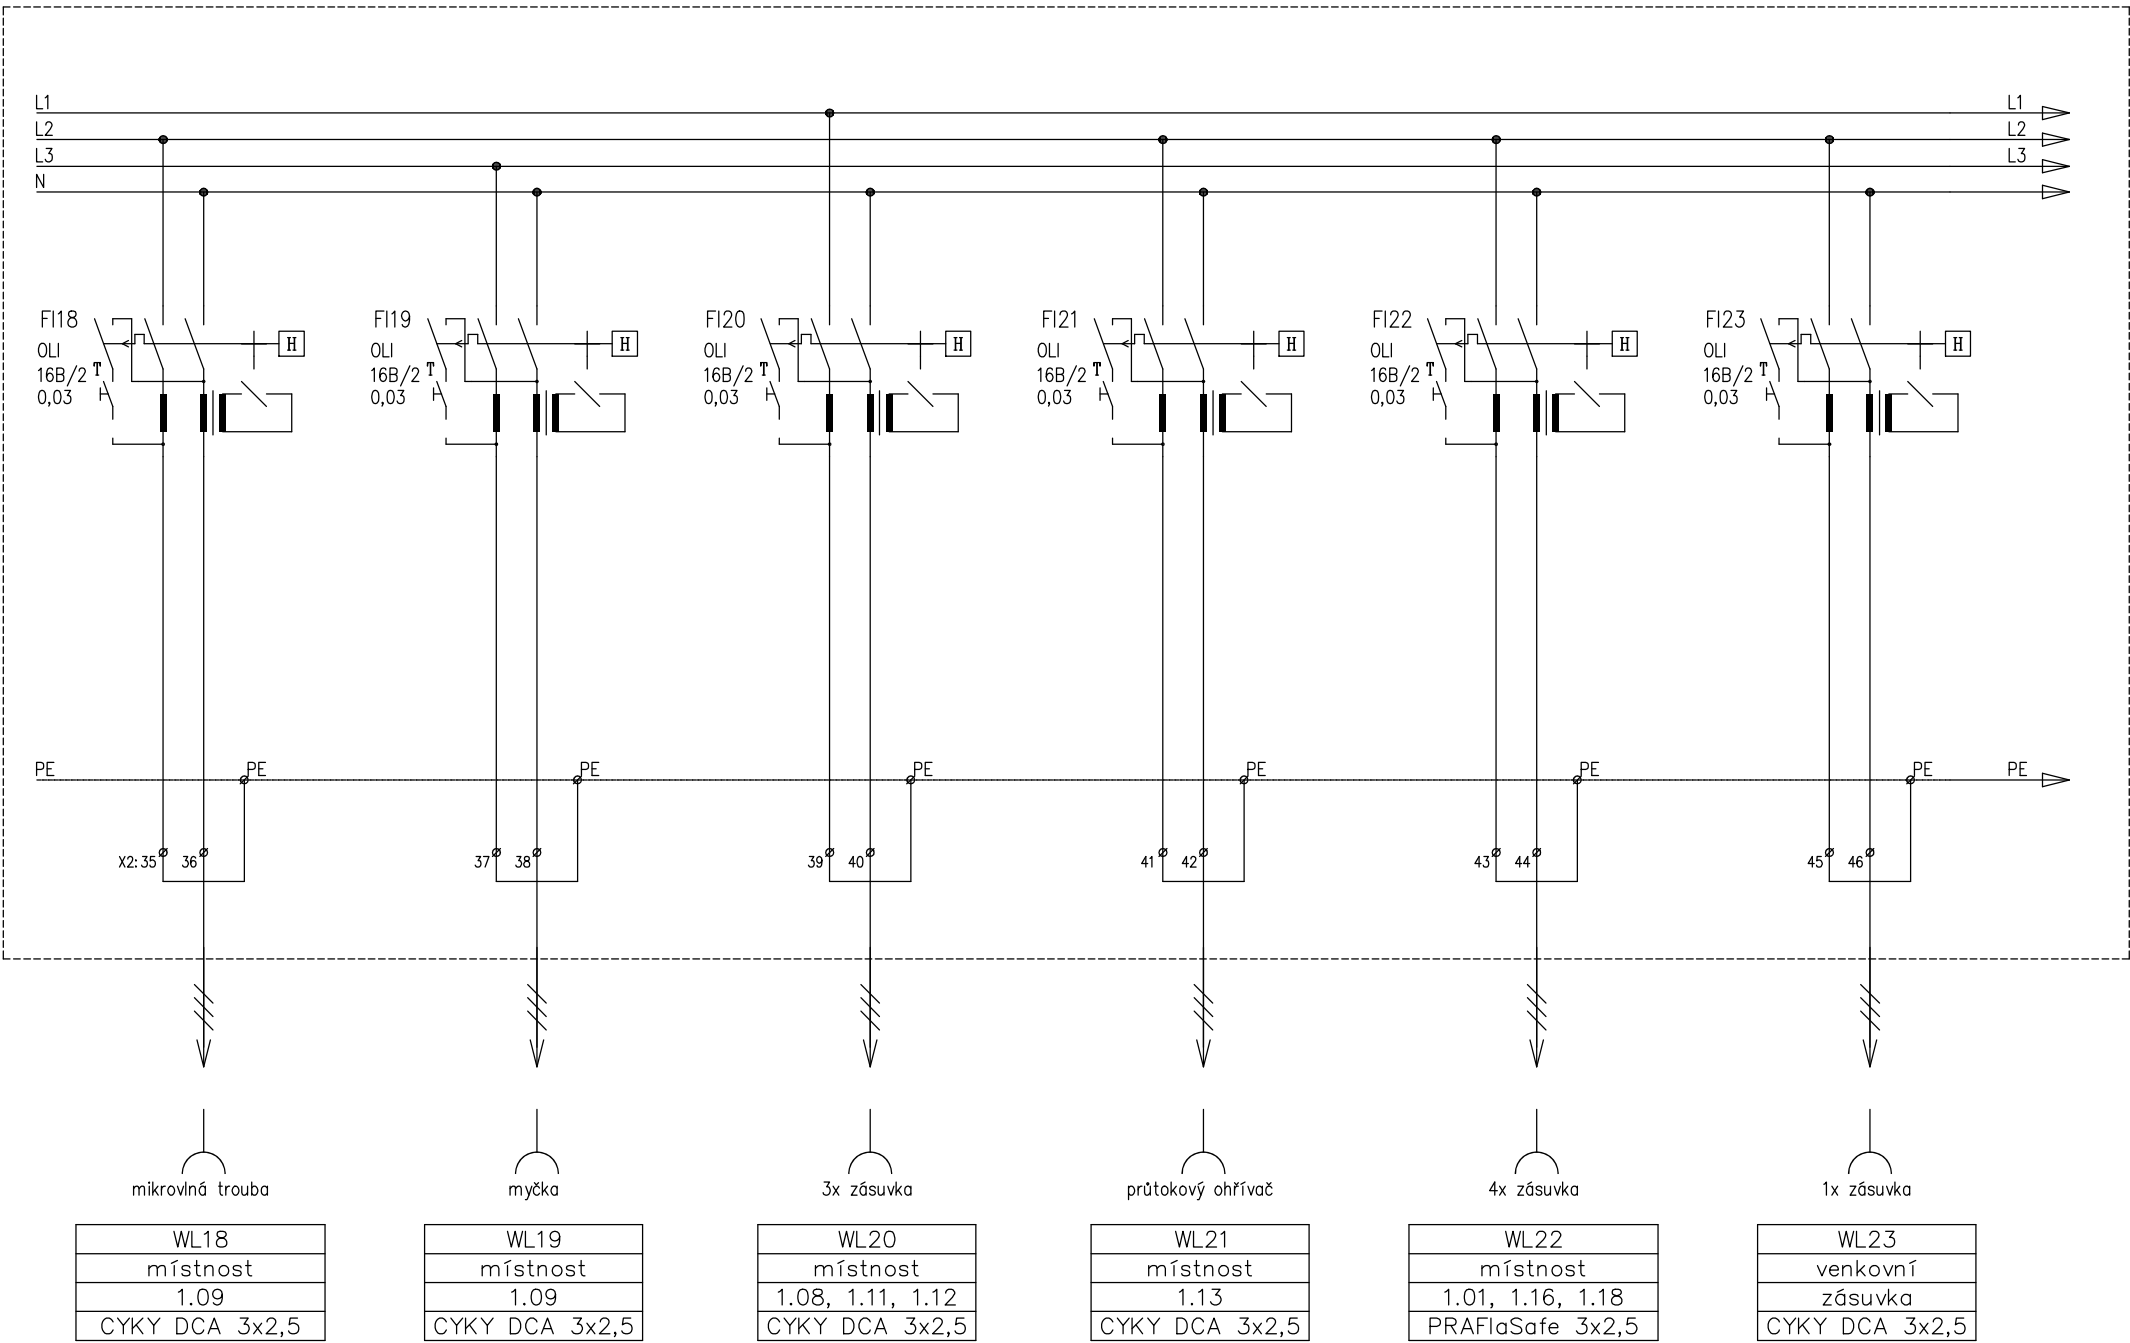 L1 L1
L2 L2
L3 L3
N
FI18 FI19 FI20 FI21 FI22 FI23
H H H H H H
OLI OLI OLI OLI OLI OLI
16B/2 T 16B/2 T 16B/2 T 16B/2 T 16B/2 T 16B/2 T
0,03 0,03 0,03 0,03 0,03 0,03
PE PE PE PE PE PE PE PE
X2: 35 36 37 38 39 40 41 42 43 44 45 46
mikrovlná trouba myčka 3x zásuvka průtokový ohřívač 4x zásuvka 1x zásuvka
WL18 WL19 WL20 WL21 WL22 WL23
místnost místnost místnost místnost místnost venkovní
1.09 1.09 1.08, 1.11, 1.12 1.13 1.01, 1.16, 1.18 zásuvka
CYKY DCA 3x2,5 CYKY DCA 3x2,5 CYKY DCA 3x2,5 CYKY DCA 3x2,5 PRAFlaSafe 3x2,5 CYKY DCA 3x2,5